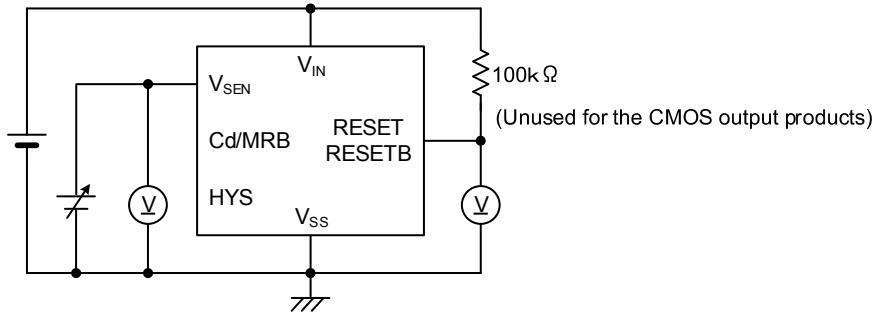 V_IN
100kΩ
V_SEN
(Unused for the CMOS output products)
RESET
Cd/MRB
RESETB
HYS
V
V
V_SS